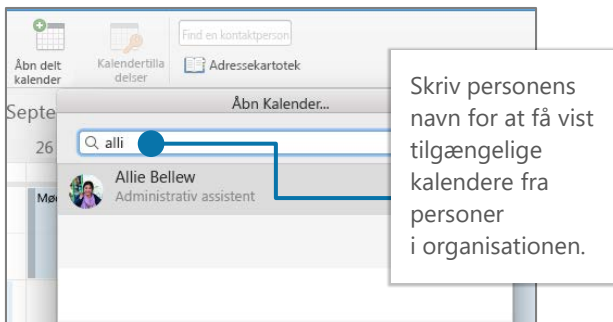 Find en kontaktperson
Åbn delt
kalender
Kalendertilla
delser
Adressekartotek
Septe
26
Mø
Åbn Kalender...
alli
Allie Bellew
Administrativ assistent
Skriv personens
navn for at få vist
tilgængelige
kalendere fra
personer
i organisationen.